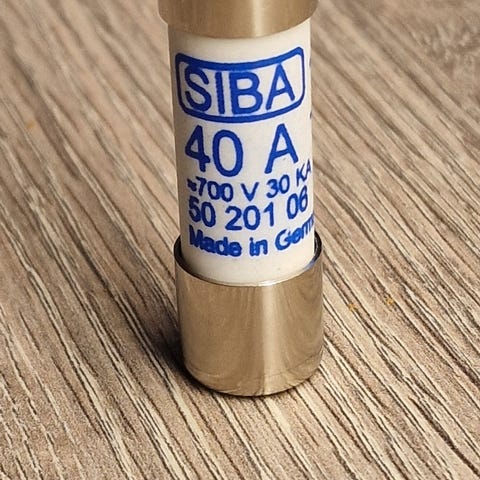 SIBA
40 A
≈700 V 30 KA
50 201 06
Made in Germ